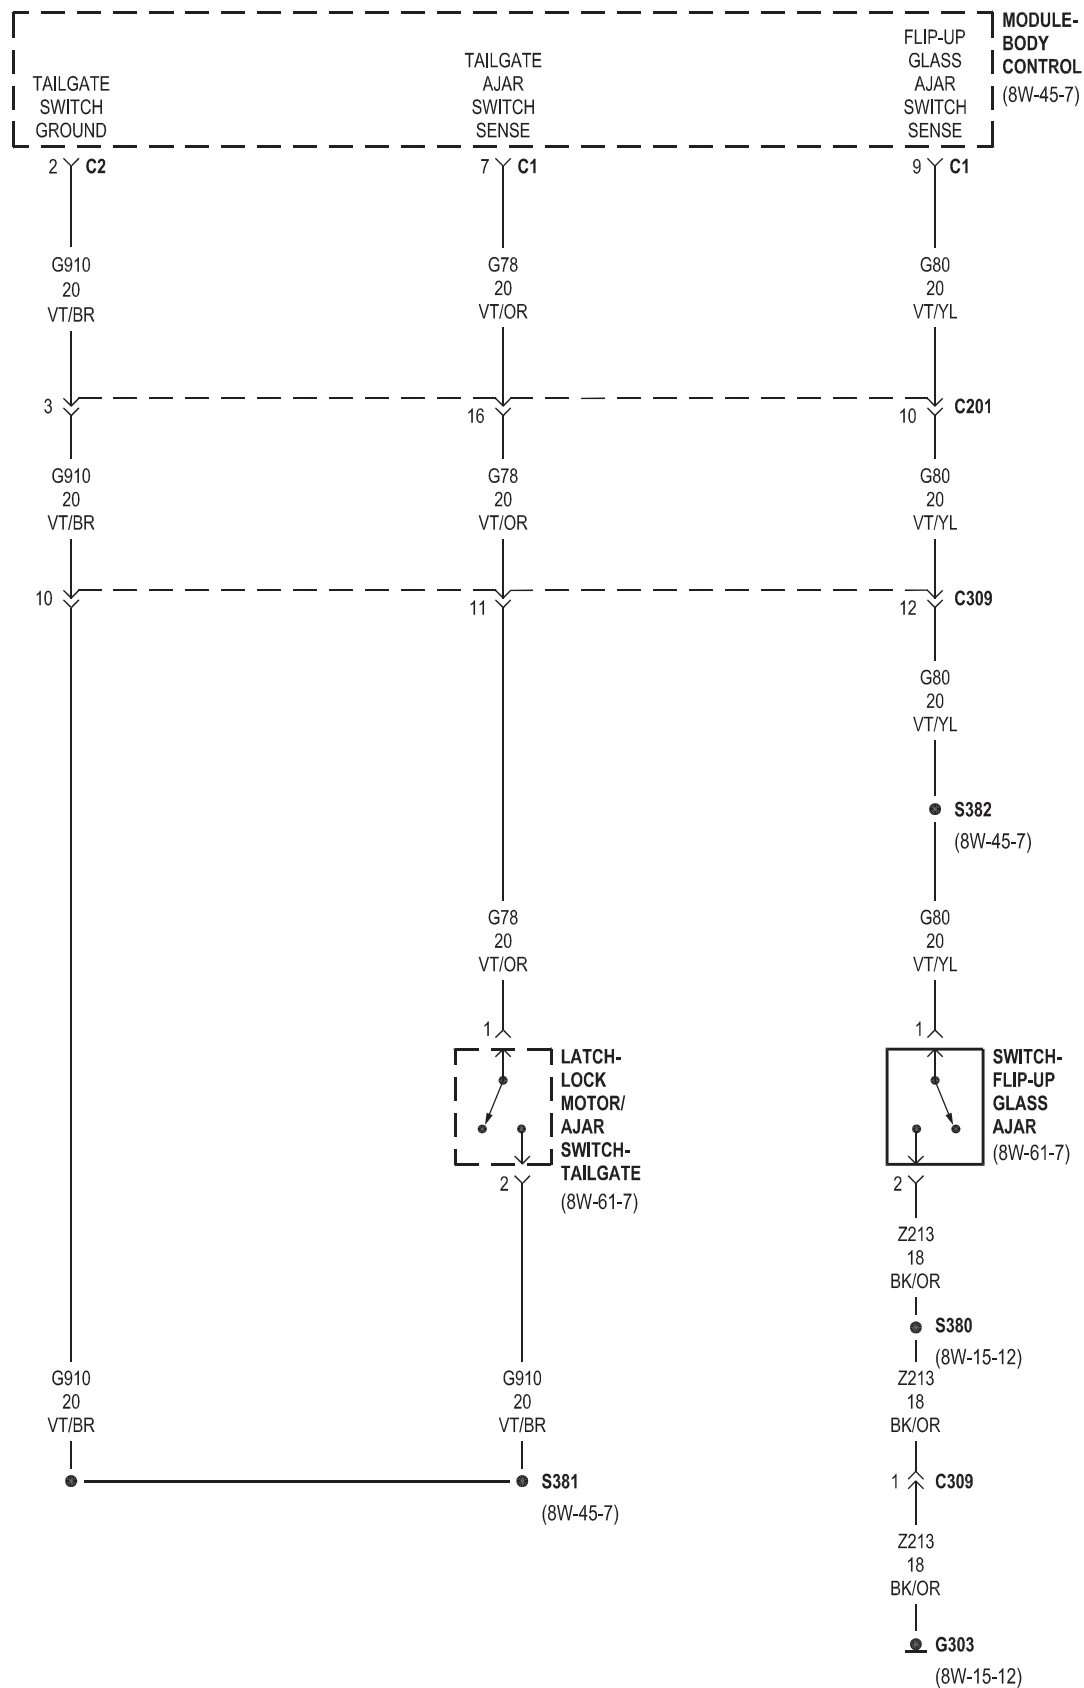 MODULE-
BODY
CONTROL
(8W-45-7)
TAILGATE
SWITCH
GROUND
TAILGATE
AJAR
SWITCH
SENSE
FLIP-UP
GLASS
AJAR
SWITCH
SENSE
2 C2
7 C1
9 C1
G910
20
VT/BR
G78
20
VT/OR
G80
20
VT/YL
3
16
10 C201
G910
20
VT/BR
G78
20
VT/OR
G80
20
VT/YL
10
11
12 C309
G80
20
VT/YL
S382
(8W-45-7)
G78
20
VT/OR
G80
20
VT/YL
1
LATCH-
LOCK
MOTOR/
AJAR
SWITCH-
TAILGATE
(8W-61-7)
2
1
SWITCH-
FLIP-UP
GLASS
AJAR
(8W-61-7)
2
Z213
18
BK/OR
S380
(8W-15-12)
G910
20
VT/BR
G910
20
VT/BR
Z213
18
BK/OR
S381
(8W-45-7)
1 C309
Z213
18
BK/OR
G303
(8W-15-12)